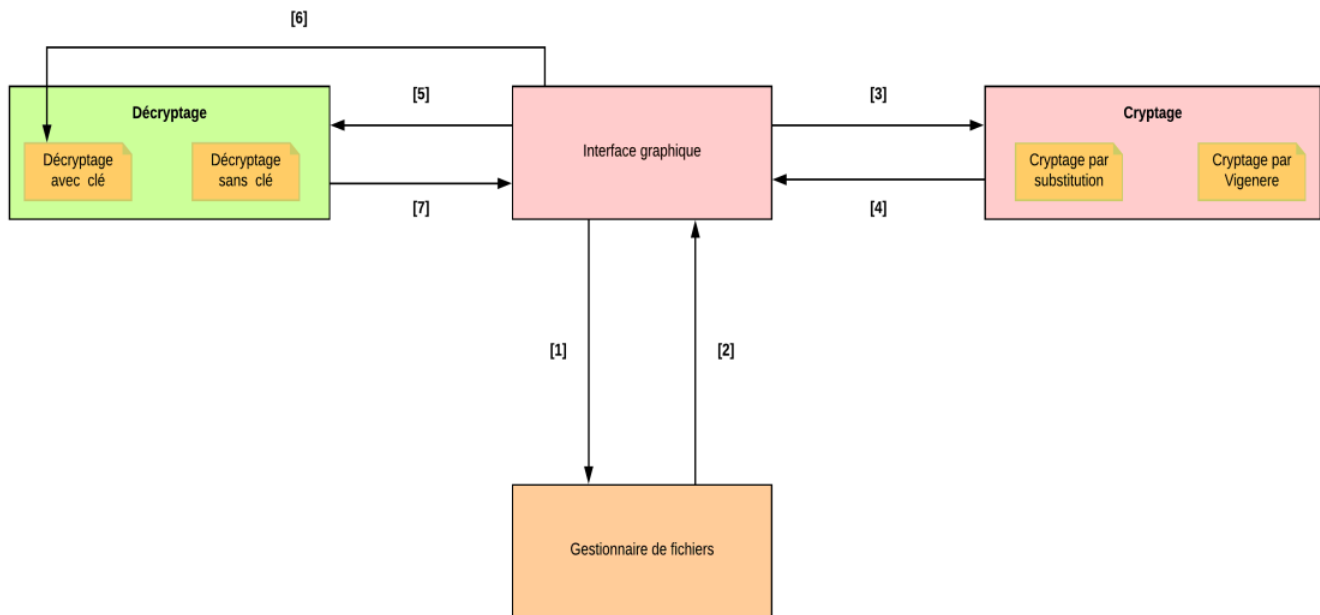 [6]
[5]
[3]
Décryptage
Cryptage
Interface graphique
Décryptage
avec clé
Décryptage
sans clé
Cryptage par
substitution
Cryptage par
Vigenere
[7]
[4]
[1]
[2]
Gestionnaire de fichiers